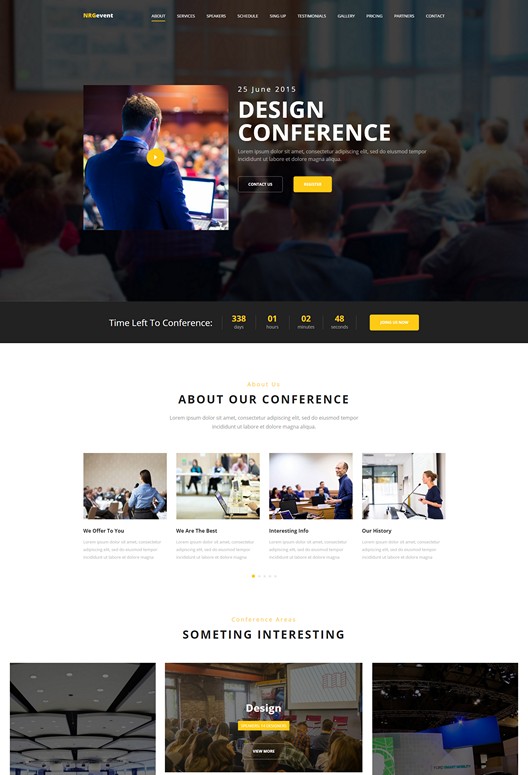 NRGevent
ABOUT SERVICES SPEAKERS SCHEDULE SING UP TESTIMONIALS GALLERY PRICING PARTNERS CONTACT
25 June 2015
DESIGN
CONFERENCE
Lorem ipsum dolor sit amet, consectetur adipiscing elit, sed do eiusmod tempor
incididunt ut labore et dolore magna aliqua.
CONTACT US REGISTER
Time Left To Conference:
338 01 02 48
days hours minutes seconds
About Us
ABOUT OUR CONFERENCE
Lorem ipsum dolor sit amet, consectetur adipiscing elit, sed do eiusmod tempor
incididunt ut labore et dolore magna aliqua.
We Offer To You We Are The Best Interesting Info Our History
Lorem ipsum dolor sit amet, consectetur Lorem ipsum dolor sit amet, consectetur Lorem ipsum dolor sit amet, consectetur Lorem ipsum dolor sit amet, consectetur
adipiscing elit, sed do eiusmod tempor adipiscing elit, sed do eiusmod tempor adipiscing elit, sed do eiusmod tempor adipiscing elit, sed do eiusmod tempor
incididunt ut labore et dolore magna aliqua. incididunt ut labore et dolore magna aliqua. incididunt ut labore et dolore magna aliqua. incididunt ut labore et dolore magna aliqua.
Conference Areas
SOMETING INTERESTING
Design
VIEW MORE